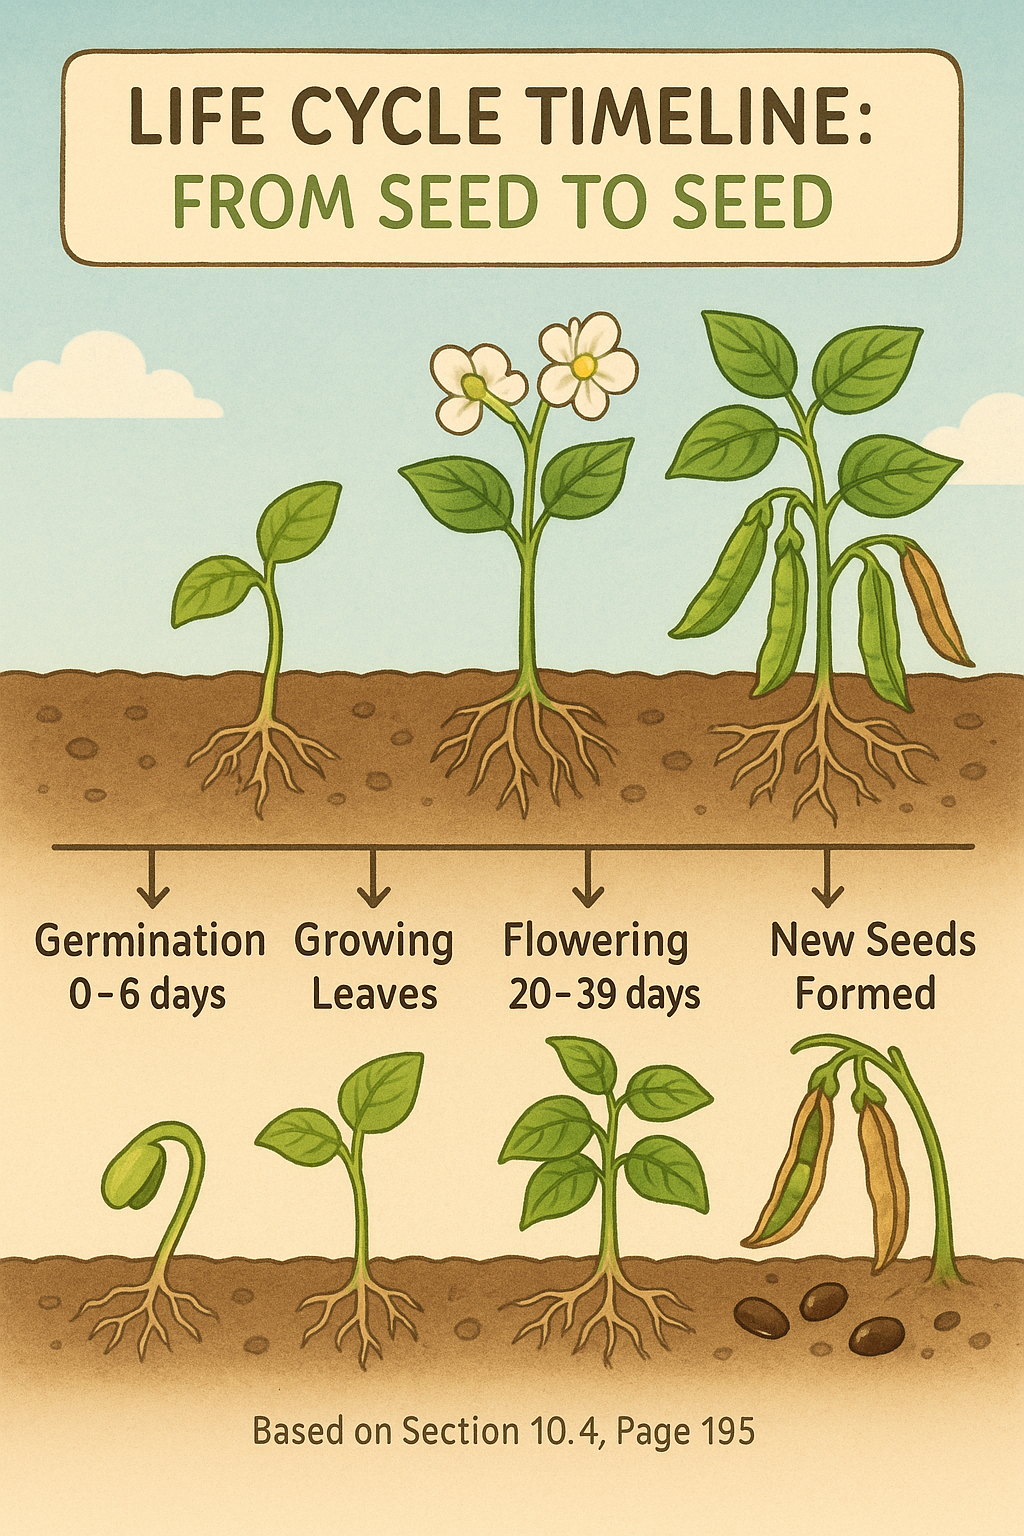 LIFE CYCLE TIMELINE:
FROM SEED TO SEED
Germination
0-6 days
Growing
Leaves
Flowering
20-39 days
New Seeds
Formed
Based on Section 10.4, Page 195